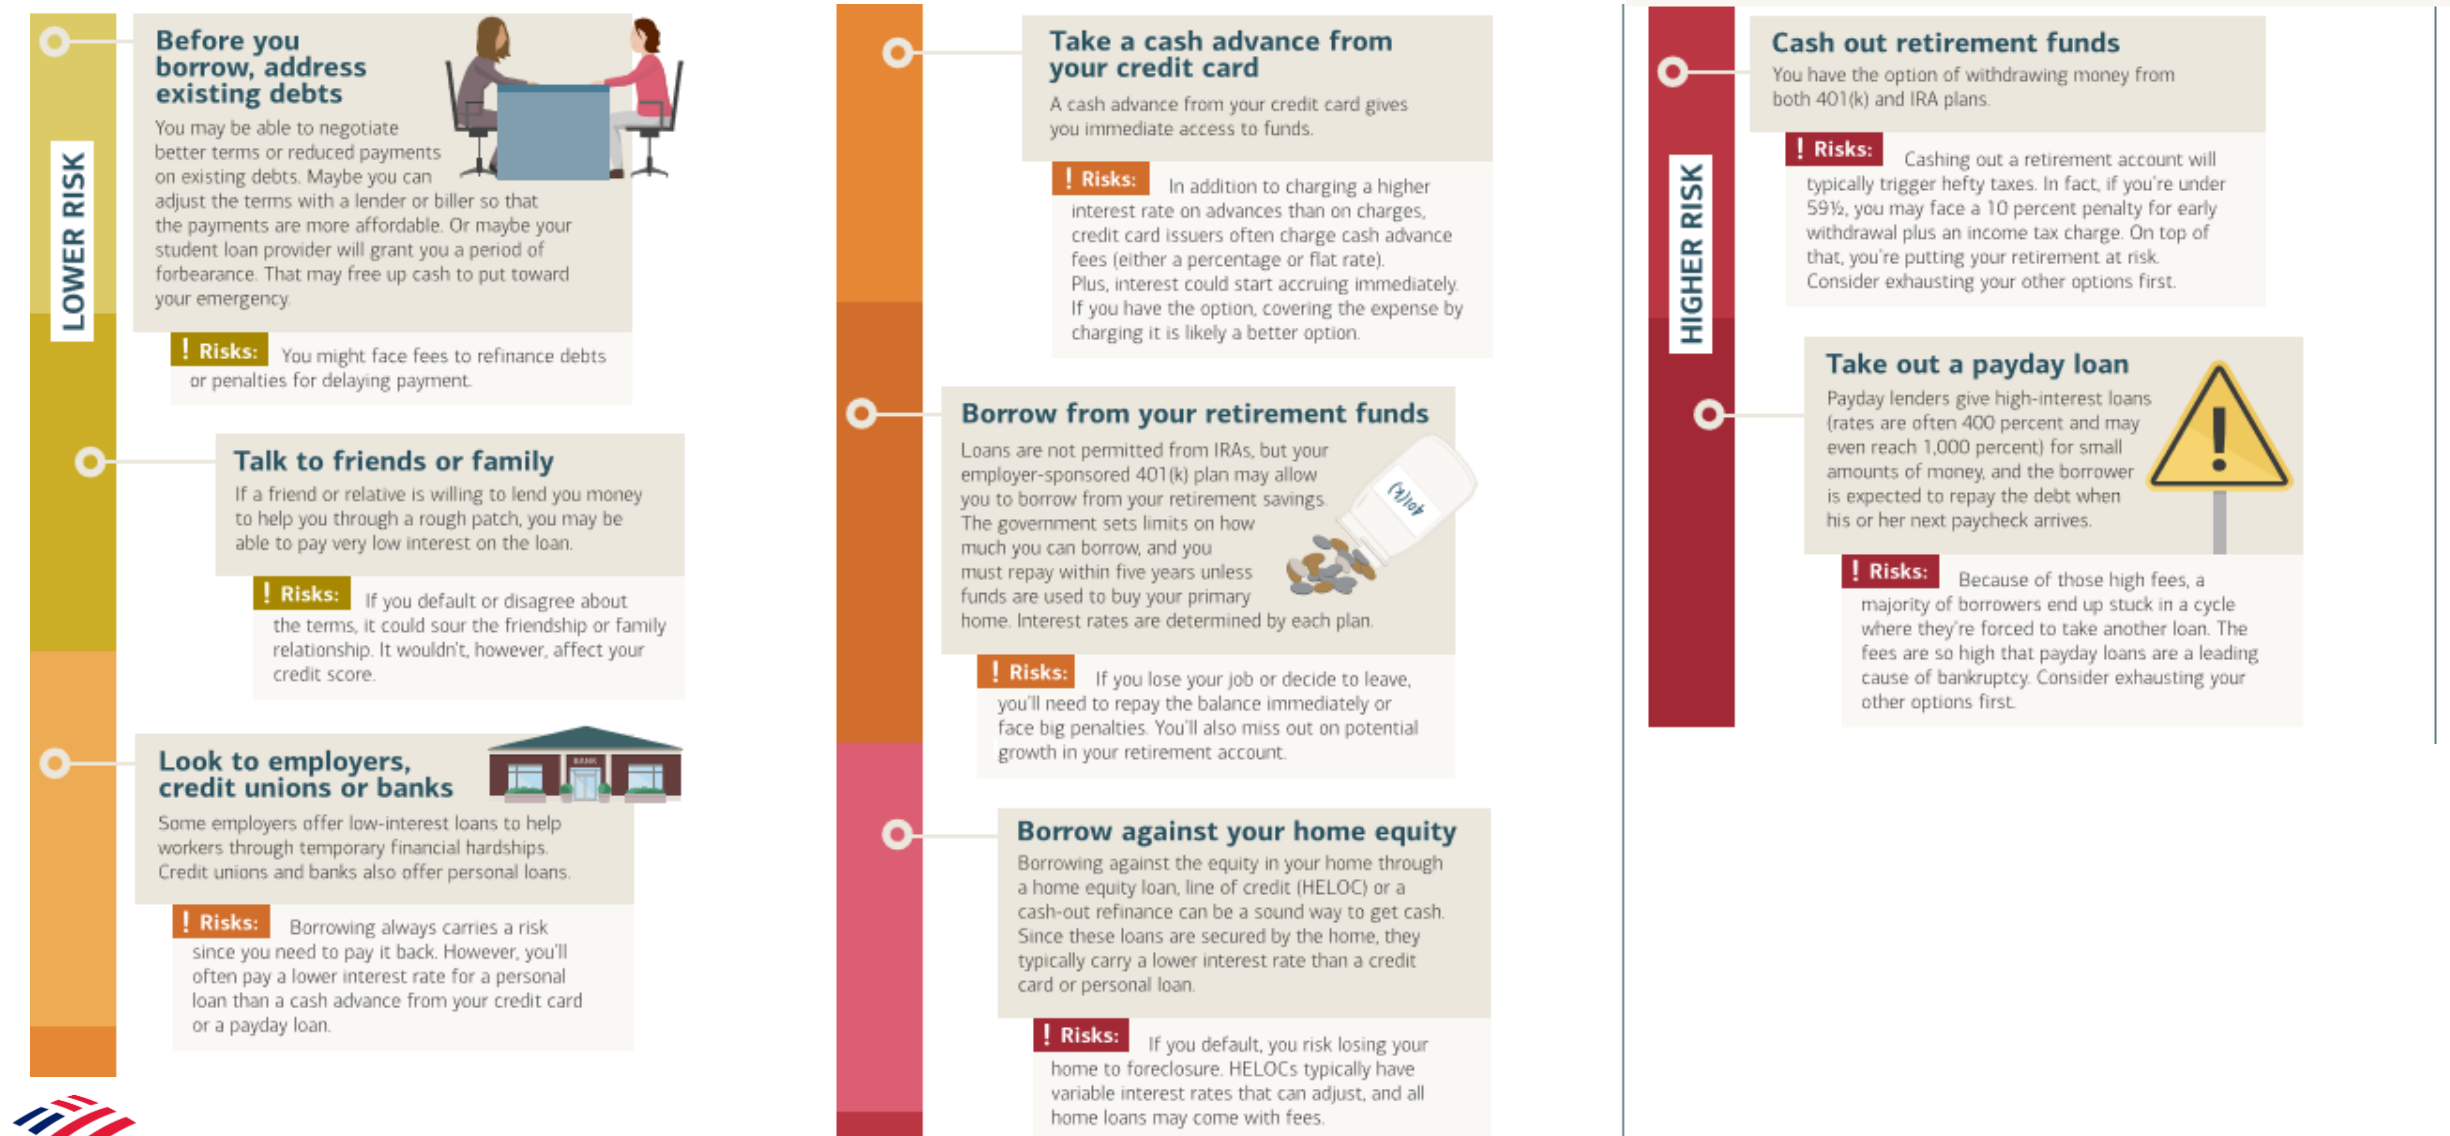 LOWER RISK
Before you
borrow, address
existing debts
You may be able to negotiate
better terms or reduced payments
on existing debts. Maybe you can
adjust the terms with a lender or biller so that
the payments are more affordable. Or maybe your
student loan provider will grant you a period of
forbearance. That may free up cash to put toward
your emergency.
! Risks: You might face fees to refinance debts
or penalties for delaying payment.
Talk to friends or family
If a friend or relative is willing to lend you money
to help you through a rough patch, you may be
able to pay very low interest on the loan.
! Risks: If you default or disagree about
the terms, it could sour the friendship or family
relationship. It wouldn't, however, affect your
credit score.
Look to employers,
credit unions or banks
BANK
Some employers offer low-interest loans to help
workers through temporary financial hardships.
Credit unions and banks also offer personal loans.
! Risks: Borrowing always carries a risk
since you need to pay it back. However, you'll
often pay a lower interest rate for a personal
loan than a cash advance from your credit card
or a payday loan.
Take a cash advance from
your credit card
A cash advance from your credit card gives
you immediate access to funds.
! Risks: In addition to charging a higher
interest rate on advances than on charges,
credit card issuers often charge cash advance
fees (either a percentage or flat rate).
Plus, interest could start accruing immediately.
If you have the option, covering the expense by
charging it is likely a better option.
Borrow from your retirement funds
Loans are not permitted from IRAs, but your
employer-sponsored 401(k) plan may allow
you to borrow from your retirement savings.
The government sets limits on how
much you can borrow, and you
must repay within five years unless
funds are used to buy your primary
home. Interest rates are determined by each plan.
401(k)
! Risks: If you lose your job or decide to leave,
you'll need to repay the balance immediately or
face big penalties. You'll also miss out on potential
growth in your retirement account.
Borrow against your home equity
Borrowing against the equity in your home through
a home equity loan, line of credit (HELOC) or a
cash-out refinance can be a sound way to get cash.
Since these loans are secured by the home, they
typically carry a lower interest rate than a credit
card or personal loan.
! Risks: If you default, you risk losing your
home to foreclosure. HELOCs typically have
variable interest rates that can adjust, and all
home loans may come with fees.
HIGHER RISK
Cash out retirement funds
You have the option of withdrawing money from
both 401(k) and IRA plans.
! Risks: Cashing out a retirement account will
typically trigger hefty taxes. In fact, if you're under
59½, you may face a 10 percent penalty for early
withdrawal plus an income tax charge. On top of
that, you're putting your retirement at risk.
Consider exhausting your other options first.
Take out a payday loan
Payday lenders give high-interest loans
(rates are often 400 percent and may
even reach 1,000 percent) for small
amounts of money, and the borrower
is expected to repay the debt when
his or her next paycheck arrives.
!
! Risks: Because of those high fees, a
majority of borrowers end up stuck in a cycle
where they're forced to take another loan. The
fees are so high that payday loans are a leading
cause of bankruptcy. Consider exhausting your
other options first.